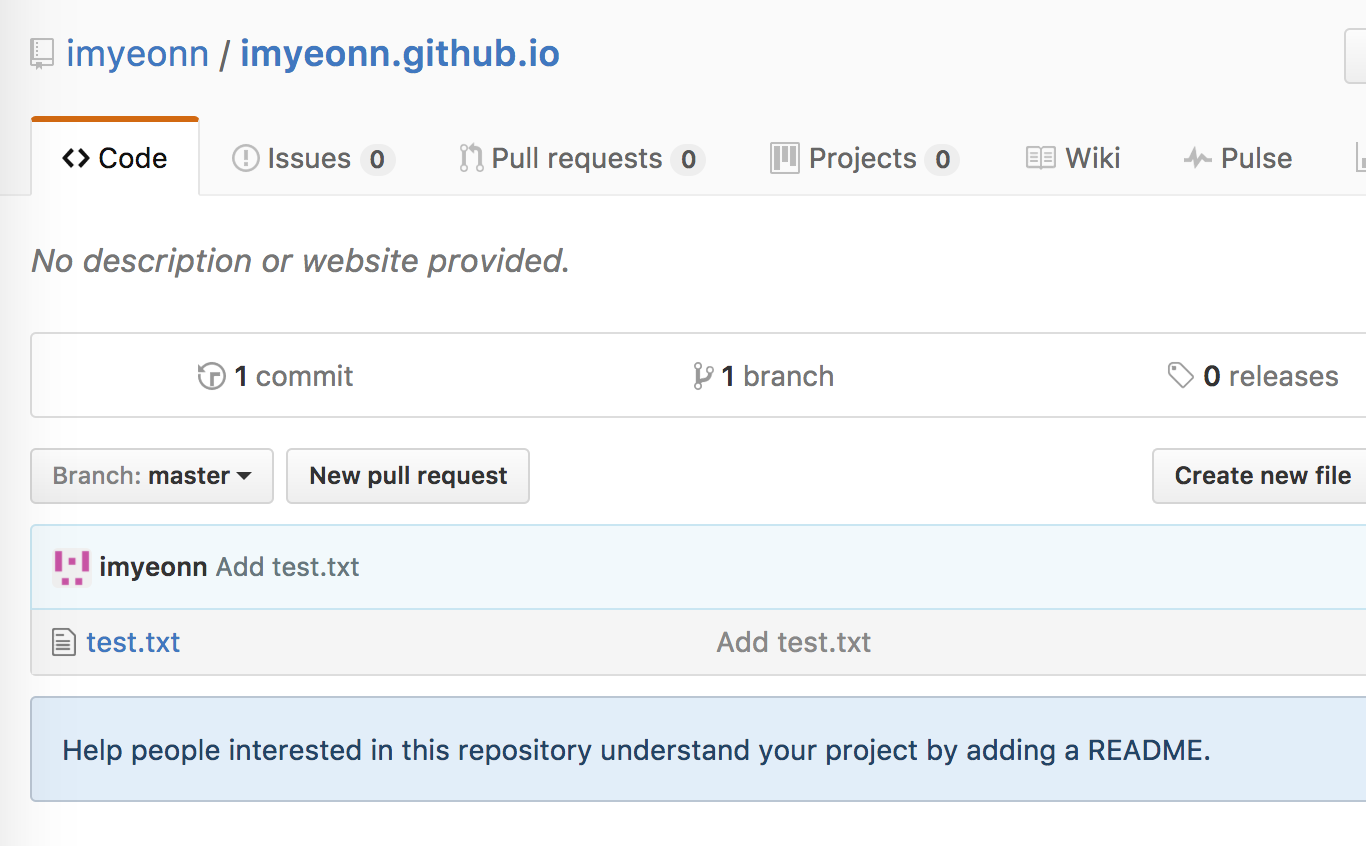 imyeonn / imyeonn.github.io
Code Issues 0 Pull requests 0 Projects 0 Wiki Pulse
No description or website provided.
1 commit 1 branch 0 releases
Branch: master New pull request Create new file
imyeonn Add test.txt
test.txt Add test.txt
Help people interested in this repository understand your project by adding a README.